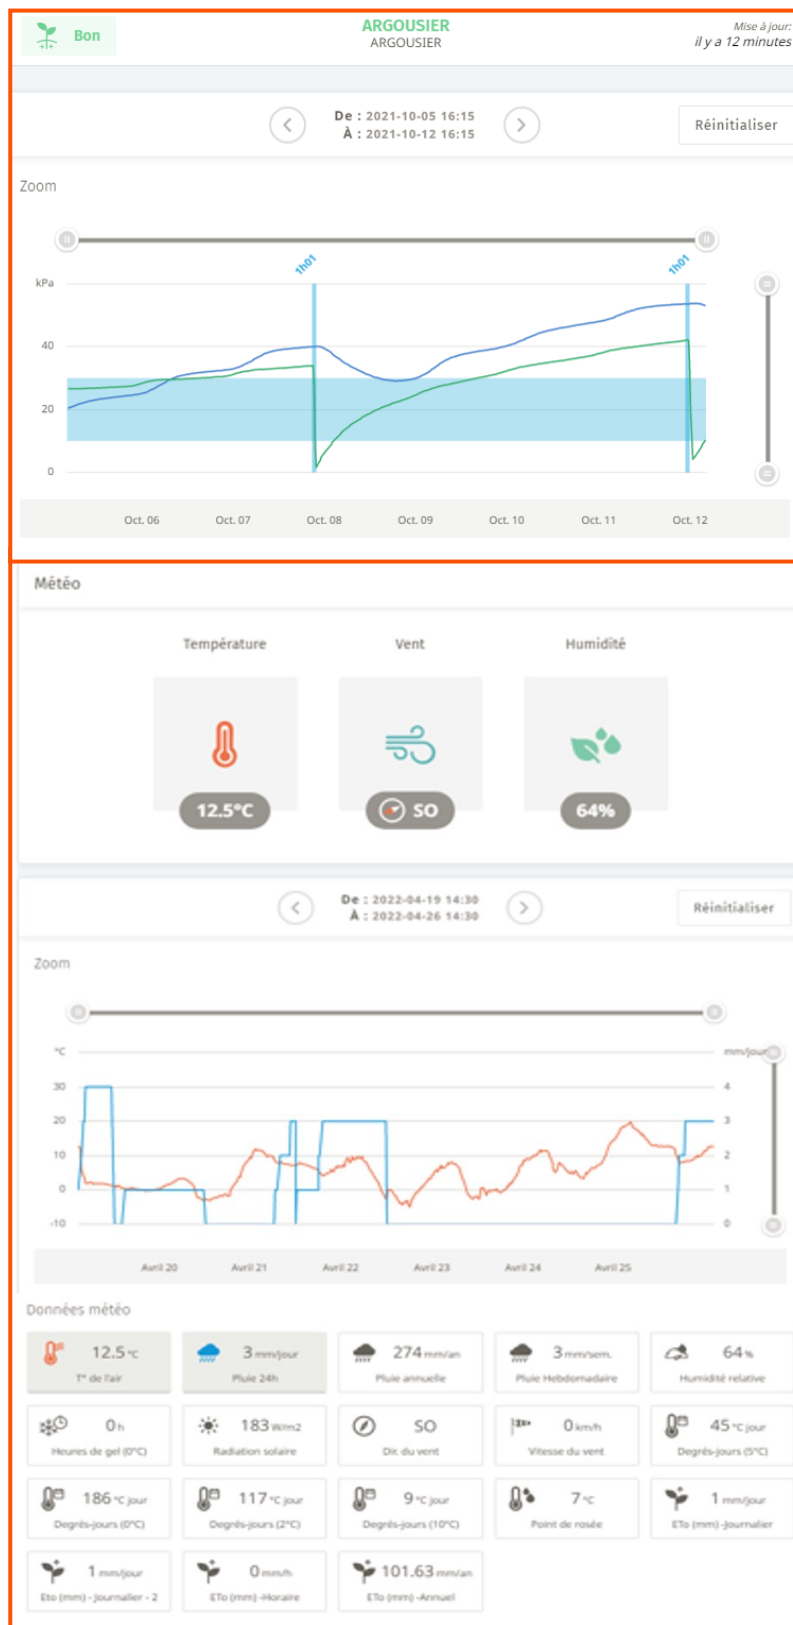 Bon
ARGOUSIER
ARGOUSIER
Mise à jour:
il y a 12 minutes
De : 2021-10-05 16:15
À : 2021-10-12 16:15
Réinitialiser
Zoom
1h01
1h01
kPa
40
20
0
Oct. 06 Oct. 07 Oct. 08 Oct. 09 Oct. 10 Oct. 11 Oct. 12
Météo
Température Vent Humidité
12.5°C SO 64%
De : 2022-04-19 14:30
À : 2022-04-26 14:30
Réinitialiser
Zoom
°C mm/jour
30 4
20 3
10 2
0 1
-10 0
Avril 20 Avril 21 Avril 22 Avril 23 Avril 24 Avril 25
Données météo
12.5 °C 3 mm/jour 274 mm/an 3 mm/sem. 64 %
T° de l'air Pluie 24h Pluie annuelle Pluie Hebdomadaire Humidité relative
0 h 183 W/m2 SO 0 km/h 45 °C jour
Heures de gel (0°C) Radiation solaire Dir. du vent Vitesse du vent Degrés-jours (5°C)
186 °C jour 117 °C jour 9 °C jour 7 °C 1 mm/jour
Degrés-jours (0°C) Degrés-jours (2°C) Degrés-jours (10°C) Point de rosée ETo (mm) -Journalier
1 mm/jour 0 mm/h 101.63 mm/an
Eto (mm) - Journalier - 2 ETo (mm) -Horaire ETo (mm) -Annuel